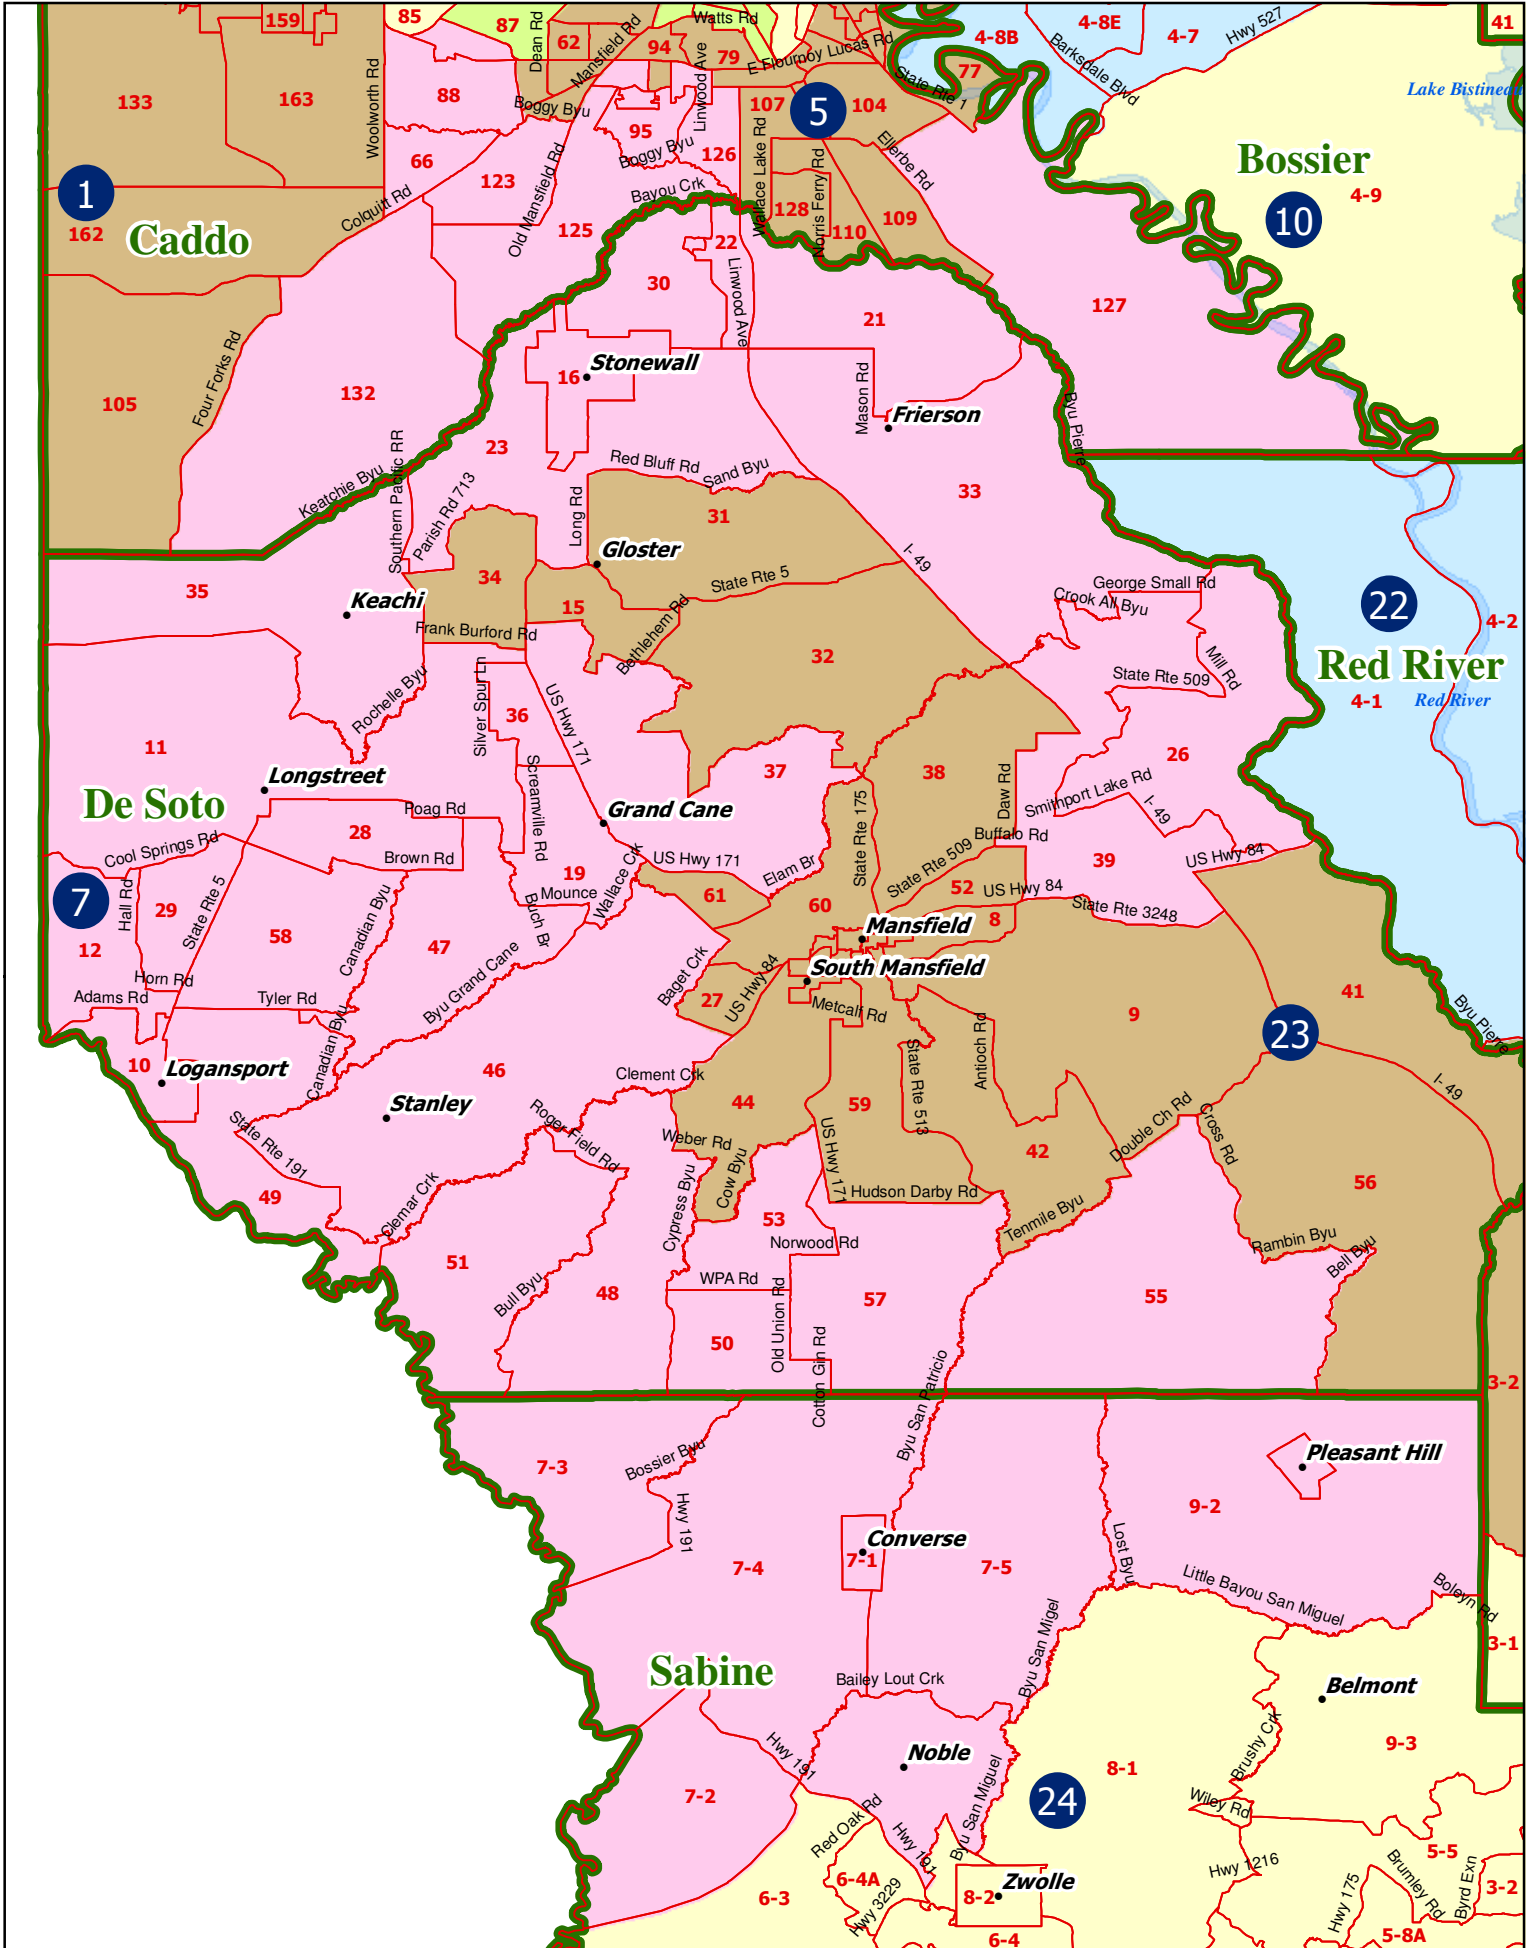 159
85
87
Dean Rd
62
Mansfield Rd
94
Watts Rd
79
E Flournoy Lucas Rd
4-8B
4-8E
4-7
Hwy 527
41
Barksdale Blvd
77
State Rte 1
Lake Bistineau
133
163
Woolworth Rd
88
Boggy Byu
Linwood Ave
107
5
104
95
Boggy Byu
126
Wallace Lake Rd
Norris Ferry Rd
Ellerbe Rd
Bossier
10
4-9
1
162
Caddo
66
Colquitt Rd
123
Old Mansfield Rd
125
Bayou Crk
128
110
109
22
30
Linwood Ave
21
127
105
Four Forks Rd
132
Stonewall
16
Mason Rd
Frierson
Byu Pierre
23
Southern Pacific RR
Keatchie Byu
Parish Rd 713
Red Bluff Rd
Sand Byu
33
Long Rd
31
Gloster
I- 49
35
Keachi
34
15
State Rte 5
Bethlehem Rd
Frank Burford Rd
32
George Small Rd
Crook All Byu
22
4-2
Red River
4-1
Red River
State Rte 509
Mill Rd
Rochelle Byu
Silver Spur Ln
36
US Hwy 171
11
Longstreet
De Soto
37
38
Daw Rd
26
Smithport Lake Rd
I- 49
Screamville Rd
Grand Cane
State Rte 175
Poag Rd
28
Brown Rd
Cool Springs Rd
Buffalo Rd
State Rte 509
39
US Hwy 84
19
Mounce
Wallace Crk
US Hwy 171
Elam Br
61
60
52
US Hwy 84
8
State Rte 3248
7
Hall Rd
29
State Rte 5
58
Canadian Byu
47
Buch Br
12
Horn Rd
Adams Rd
Tyler Rd
Byu Grand Cane
Baget Crk
27
US Hwy 84
Mansfield
South Mansfield
Metcalf Rd
9
41
23
Byu Pierre
10
Logansport
Canadian Byu
46
Stanley
Clement Crk
44
59
State Rte 513
Antioch Rd
I- 49
State Rte 191
Roger Field Rd
Weber Rd
US Hwy 171
42
Double Ch Rd
Cross Rd
56
49
Clemar Crk
Cypress Byu
Cow Byu
Hudson Darby Rd
53
Norwood Rd
Tenmile Byu
Rambin Byu
Bell Byu
51
Bull Byu
48
WPA Rd
Old Union Rd
57
55
50
Cotton Gin Rd
Byu San Patricio
3-2
7-3
Bossier Byu
Hwy 191
Pleasant Hill
9-2
Converse
7-1
7-4
7-5
Lost Byu
Little Bayou San Miguel
Boleyn Rd
3-1
Sabine
Bailey Lout Crk
Byu San Migel
Belmont
Hwy 191
Noble
7-2
Byu San Miguel
24
8-1
Brushy Crk
9-3
Wiley Rd
Red Oak Rd
Hwy 191
6-4A
6-3
Hwy 3229
8-2
Zwolle
6-4
Hwy 1216
5-5
Brumley Rd
Byrd Exn
3-2
Hwy 175
5-8A